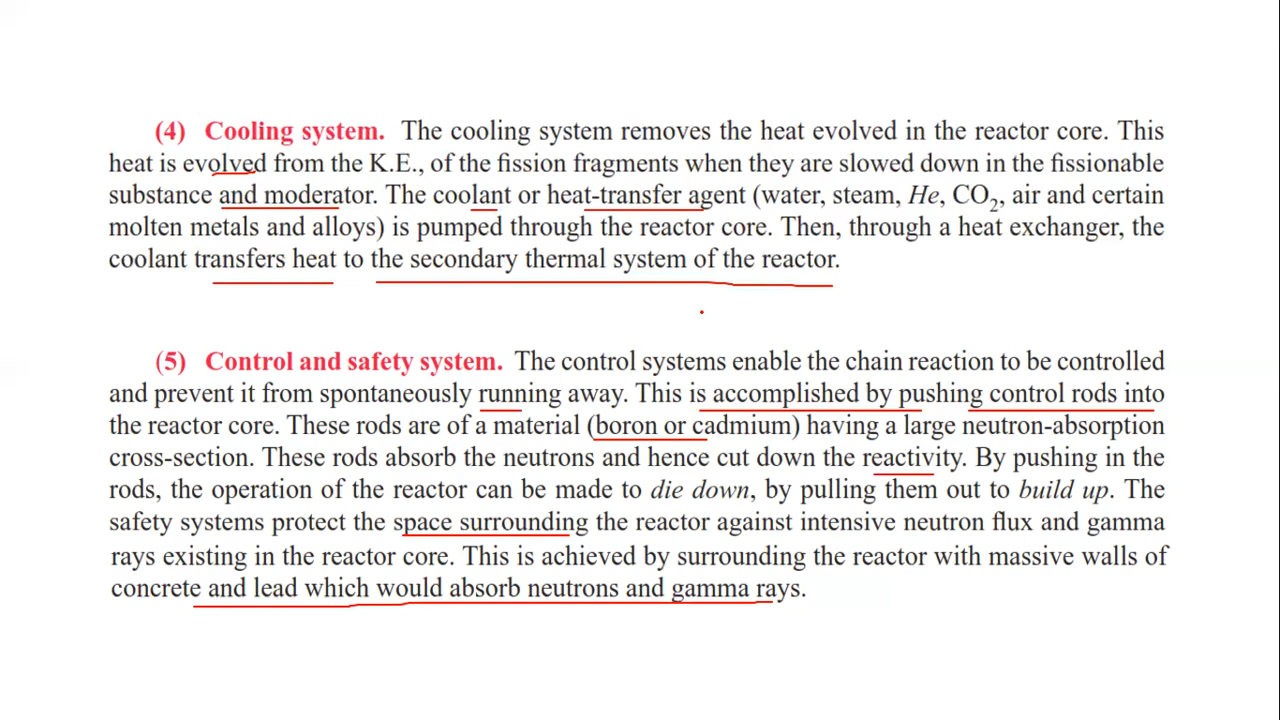 (4) Cooling system. The cooling system removes the heat evolved in the reactor core. This
heat is evolved from the K.E., of the fission fragments when they are slowed down in the fissionable
substance and moderator. The coolant or heat-transfer agent (water, steam, He, CO₂, air and certain
molten metals and alloys) is pumped through the reactor core. Then, through a heat exchanger, the
coolant transfers heat to the secondary thermal system of the reactor.
(5) Control and safety system. The control systems enable the chain reaction to be controlled
and prevent it from spontaneously running away. This is accomplished by pushing control rods into
the reactor core. These rods are of a material (boron or cadmium) having a large neutron-absorption
cross-section. These rods absorb the neutrons and hence cut down the reactivity. By pushing in the
rods, the operation of the reactor can be made to die down, by pulling them out to build up. The
safety systems protect the space surrounding the reactor against intensive neutron flux and gamma
rays existing in the reactor core. This is achieved by surrounding the reactor with massive walls of
concrete and lead which would absorb neutrons and gamma rays.